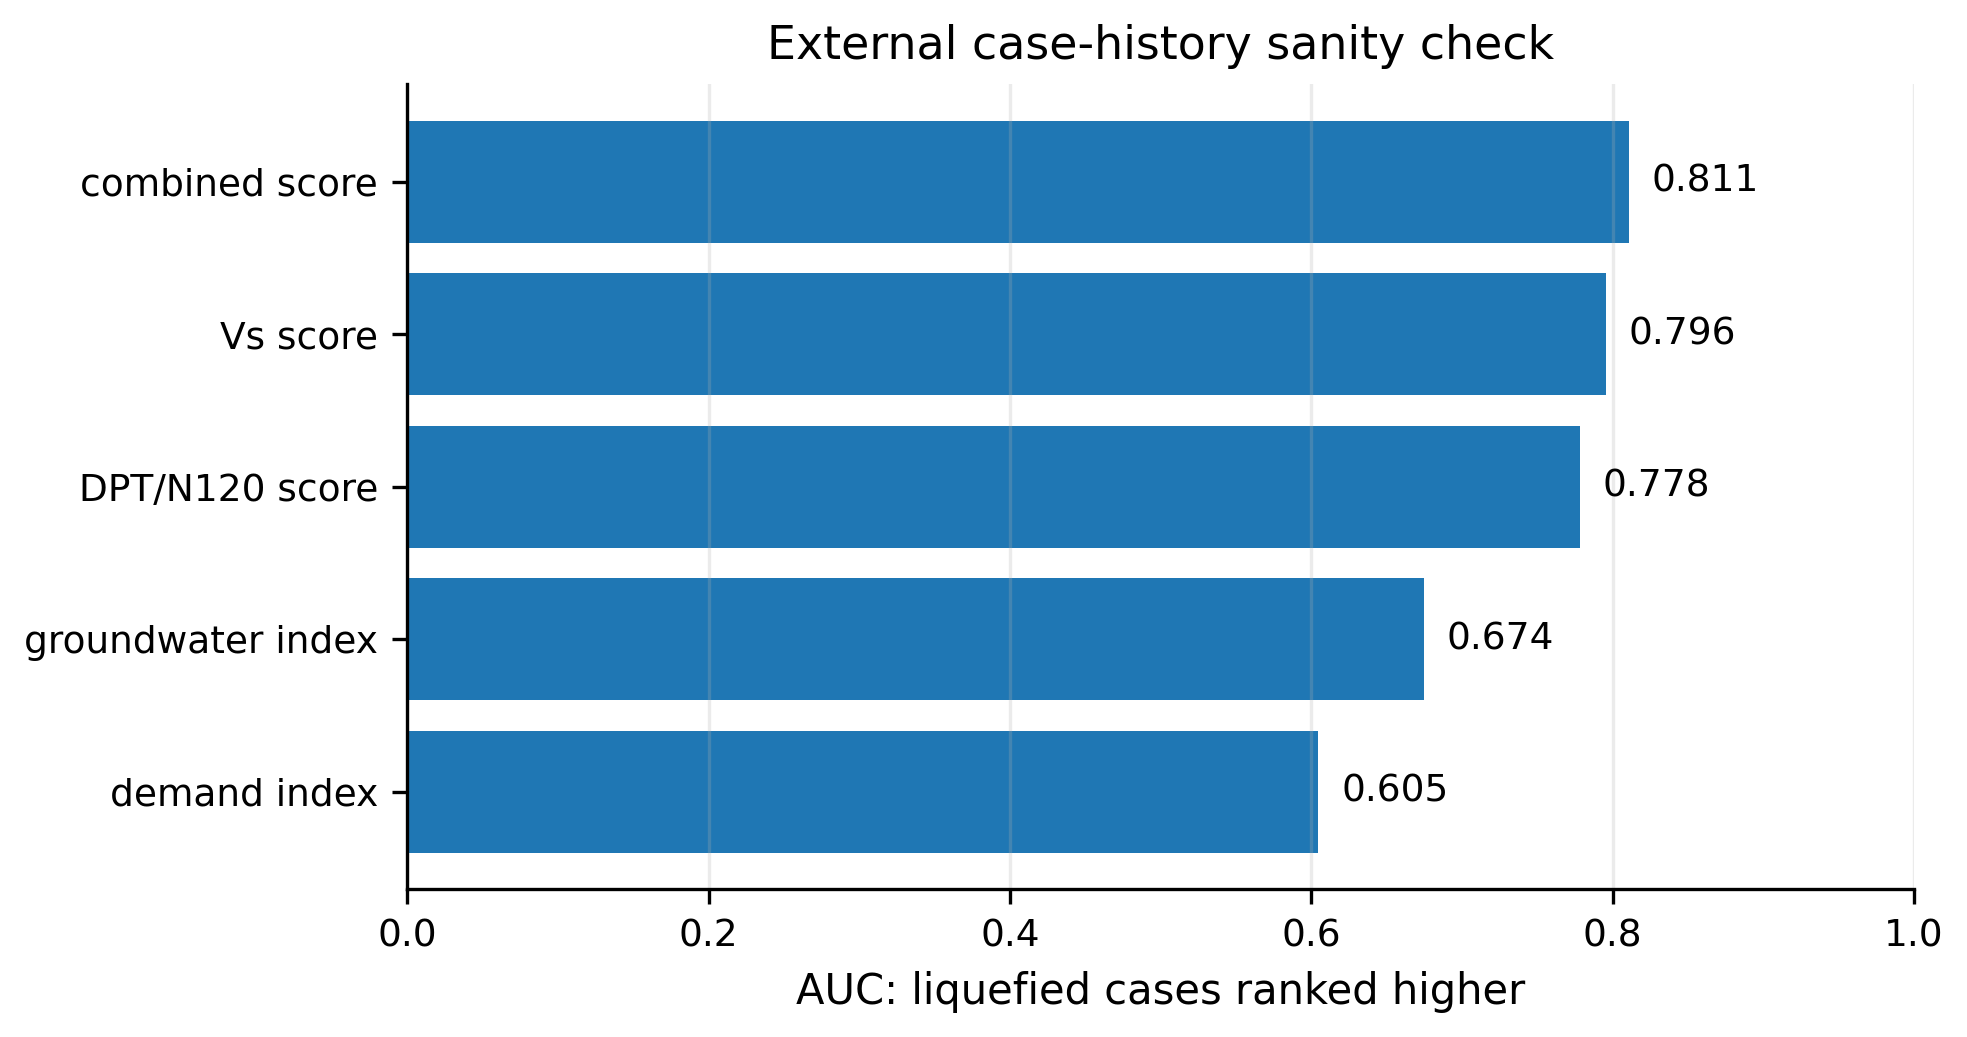 External case-history sanity check
combined score
0.811
Vs score
0.796
DPT/N120 score
0.778
groundwater index
0.674
demand index
0.605
0.0 0.2 0.4 0.6 0.8 1.0
AUC: liquefied cases ranked higher